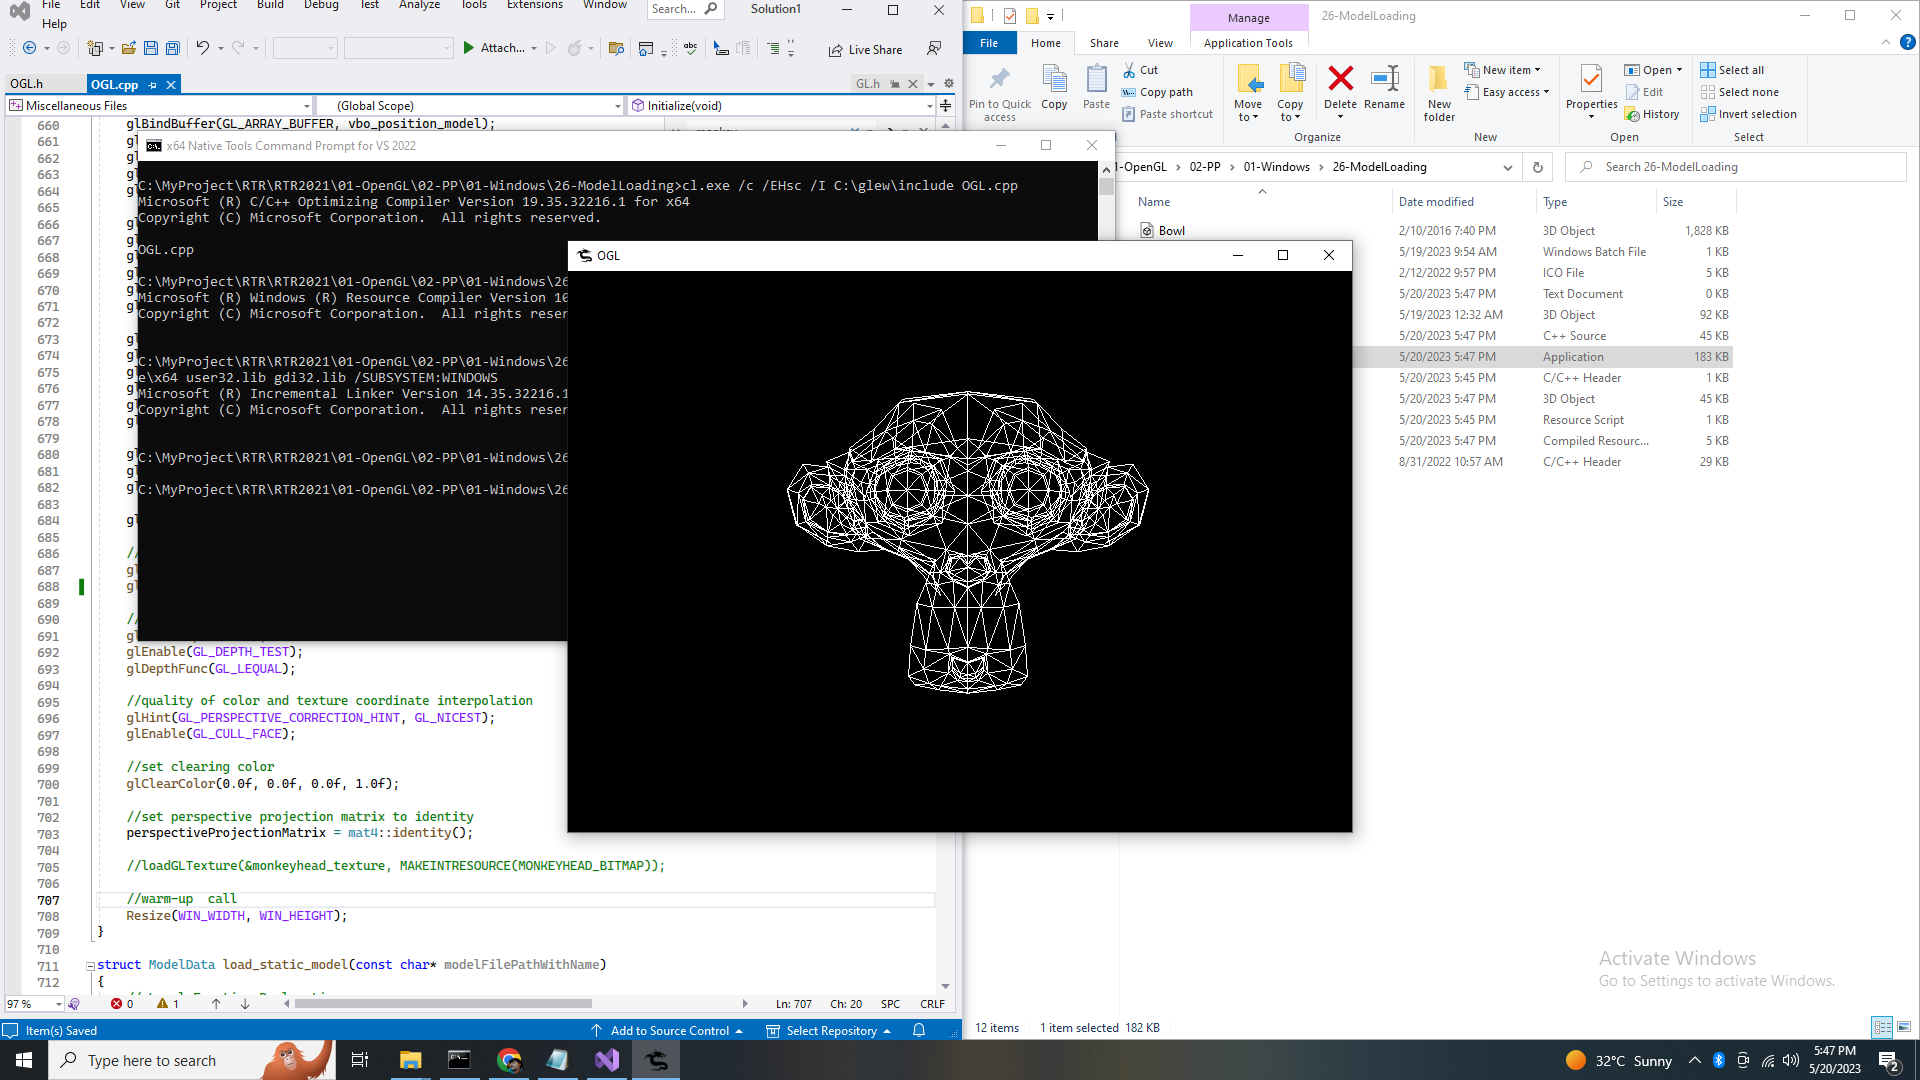 File Edit View Git Project Build Debug Test Analyze Tools Extensions Window Search... Solution1
Help
Attach... Live Share
OGL.h OGL.cpp GL.h
Miscellaneous Files (Global Scope) Initialize(void)
660 glBindBuffer(GL_ARRAY_BUFFER, vbo_position_model);
661 gl
662 gl
663 gl
664 gl
665
666 gl
667 gl
668 gl
669 gl
670 gl
671 gl
672
673 gl
674 gl
675 gl
676 gl
677 gl
678 gl
679
680 gl
681 gl
682 gl
683
684 gl
685
686 //
687 gl
688 gl
689
690 //
691 gl
692 glEnable(GL_DEPTH_TEST);
693 glDepthFunc(GL_LEQUAL);
694
695 //quality of color and texture coordinate interpolation
696 glHint(GL_PERSPECTIVE_CORRECTION_HINT, GL_NICEST);
697 glEnable(GL_CULL_FACE);
698
699 //set clearing color
700 glClearColor(0.0f, 0.0f, 0.0f, 1.0f);
701
702 //set perspective projection matrix to identity
703 perspectiveProjectionMatrix = mat4::identity();
704
705 //loadGLTexture(&monkeyhead_texture, MAKEINTRESOURCE(MONKEYHEAD_BITMAP));
706
707 //warm-up call
708 Resize(WIN_WIDTH, WIN_HEIGHT);
709 }
710
711 struct ModelData load_static_model(const char* modelFilePathWithName)
712 {
97 % 0 1 Ln: 707 Ch: 20 SPC CRLF
Item(s) Saved Add to Source Control Select Repository
x64 Native Tools Command Prompt for VS 2022
C:\MyProject\RTR\RTR2021\01-OpenGL\02-PP\01-Windows\26-ModelLoading>cl.exe /c /EHsc /I C:\glew\include OGL.cpp
Microsoft (R) C/C++ Optimizing Compiler Version 19.35.32216.1 for x64
Copyright (C) Microsoft Corporation. All rights reserved.
OGL.cpp
C:\MyProject\RTR\RTR2021\01-OpenGL\02-PP\01-Windows\26
Microsoft (R) Windows (R) Resource Compiler Version 10
Copyright (C) Microsoft Corporation. All rights reser
C:\MyProject\RTR\RTR2021\01-OpenGL\02-PP\01-Windows\26
e\x64 user32.lib gdi32.lib /SUBSYSTEM:WINDOWS
Microsoft (R) Incremental Linker Version 14.35.32216.1
Copyright (C) Microsoft Corporation. All rights reser
C:\MyProject\RTR\RTR2021\01-OpenGL\02-PP\01-Windows\26
C:\MyProject\RTR\RTR2021\01-OpenGL\02-PP\01-Windows\26
OGL
Manage 26-ModelLoading
File Home Share View Application Tools
Pin to Quick access Copy Paste Cut Copy path Paste shortcut
Move to Copy to Delete Rename New folder New item Easy access
Properties Open Edit History Select all Select none Invert selection
Organize New Open Select
1-OpenGL 02-PP 01-Windows 26-ModelLoading Search 26-ModelLoading
Name Date modified Type Size
Bowl 2/10/2016 7:40 PM 3D Object 1,828 KB
5/19/2023 9:54 AM Windows Batch File 1 KB
2/12/2022 9:57 PM ICO File 5 KB
5/20/2023 5:47 PM Text Document 0 KB
5/19/2023 12:32 AM 3D Object 92 KB
5/20/2023 5:47 PM C++ Source 45 KB
5/20/2023 5:47 PM Application 183 KB
5/20/2023 5:45 PM C/C++ Header 1 KB
5/20/2023 5:47 PM 3D Object 45 KB
5/20/2023 5:45 PM Resource Script 1 KB
5/20/2023 5:47 PM Compiled Resourc... 5 KB
8/31/2022 10:57 AM C/C++ Header 29 KB
Activate Windows
Go to Settings to activate Windows.
12 items 1 item selected 182 KB
Type here to search
32°C Sunny
5:47 PM
5/20/2023
2